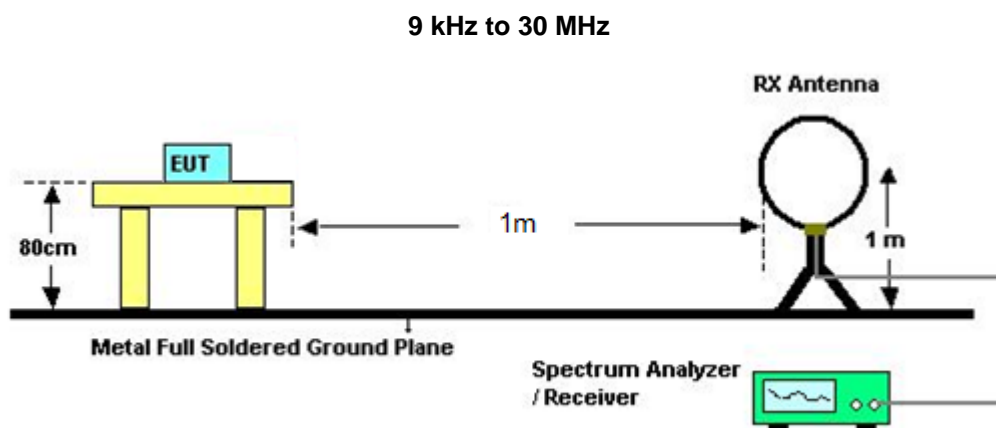 9 kHz to 30 MHz
RX Antenna
EUT
80cm
1m
1 m
Metal Full Soldered Ground Plane
Spectrum Analyzer
/ Receiver